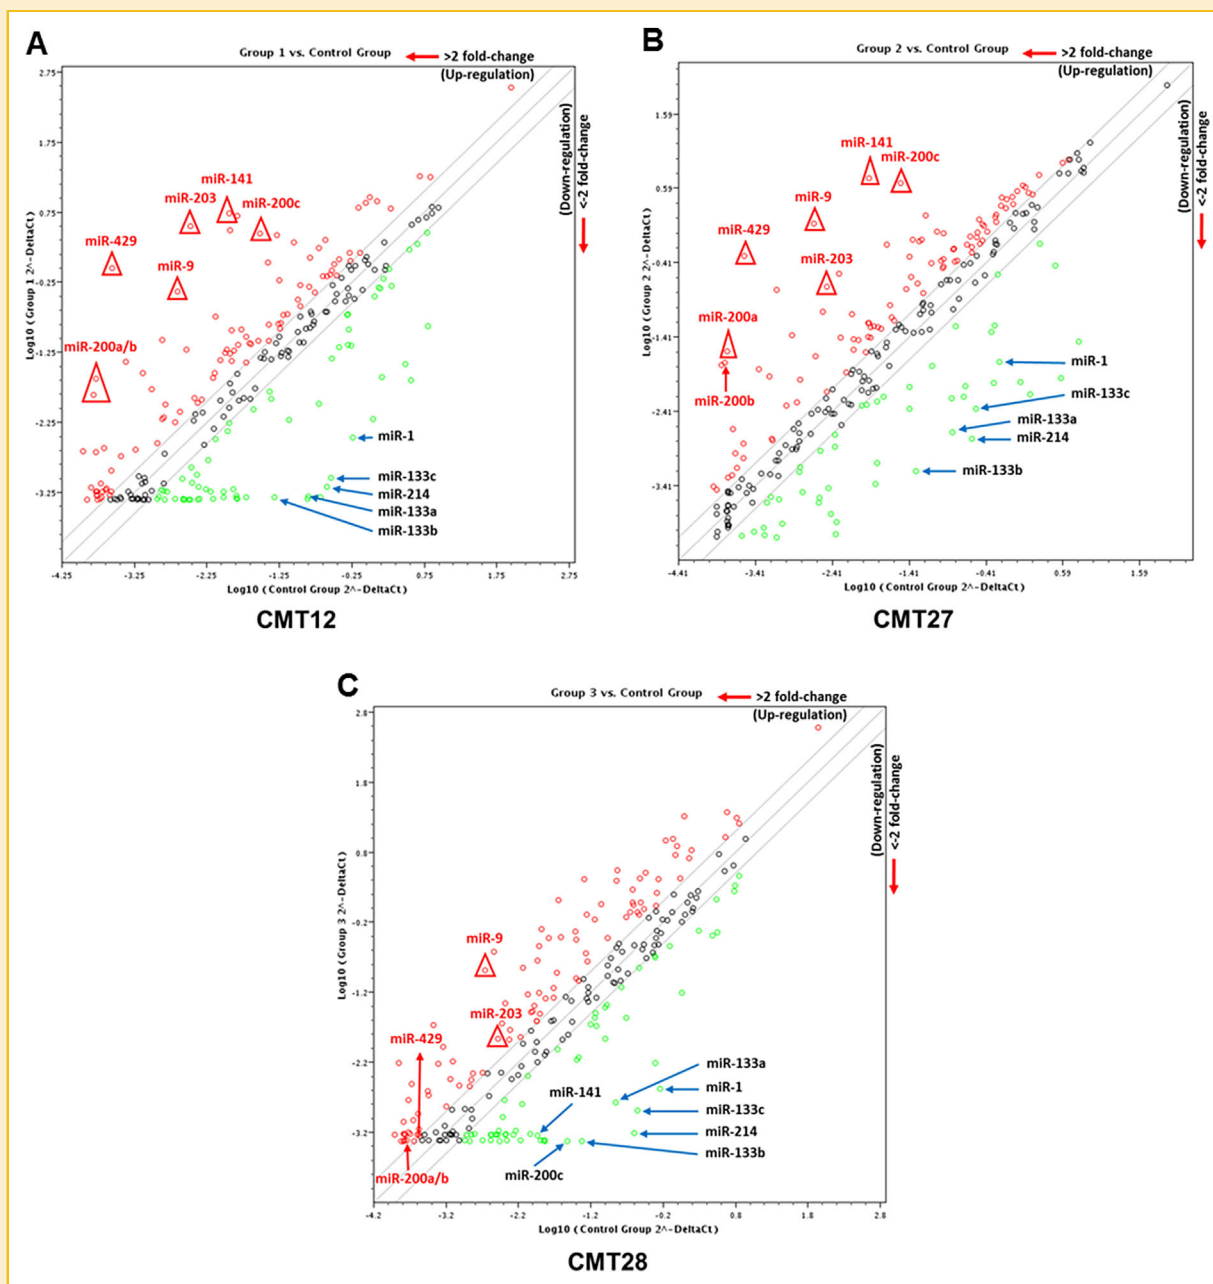 A
Group 1 vs. Control Group
>2 fold-change
(Up-regulation)
(Down-regulation)
<-2 fold-change
2.75
1.75
0.75
-0.25
-1.25
-2.25
-3.25
Log10 (Group 1 2^-DeltaCt)
miR-141
miR-203
miR-200c
miR-429
miR-9
miR-200a/b
miR-1
miR-133c
miR-214
miR-133a
miR-133b
-4.25
-3.25
-2.25
-1.25
-0.25
0.75
1.75
2.75
Log10 (Control Group 2^-DeltaCt)
CMT12
B
Group 2 vs. Control Group
>2 fold-change
(Up-regulation)
(Down-regulation)
<-2 fold-change
1.59
0.59
-0.41
-1.41
-2.41
-3.41
Log10 (Group 2 2^-DeltaCt)
miR-141
miR-200c
miR-9
miR-429
miR-203
miR-200a
miR-200b
miR-1
miR-133c
miR-133a
miR-214
miR-133b
-4.41
-3.41
-2.41
-1.41
-0.41
0.59
1.59
Log10 (Control Group 2^-DeltaCt)
CMT27
C
Group 3 vs. Control Group
>2 fold-change
(Up-regulation)
(Down-regulation)
<-2 fold-change
2.8
1.8
0.8
-0.2
-1.2
-2.2
-3.2
Log10 (Group 3 2^-DeltaCt)
miR-9
miR-203
miR-429
miR-133a
miR-141
miR-1
miR-133c
miR-214
miR-133b
miR-200c
miR-200a/b
-4.2
-3.2
-2.2
-1.2
-0.2
0.8
1.8
2.8
Log10 (Control Group 2^-DeltaCt)
CMT28